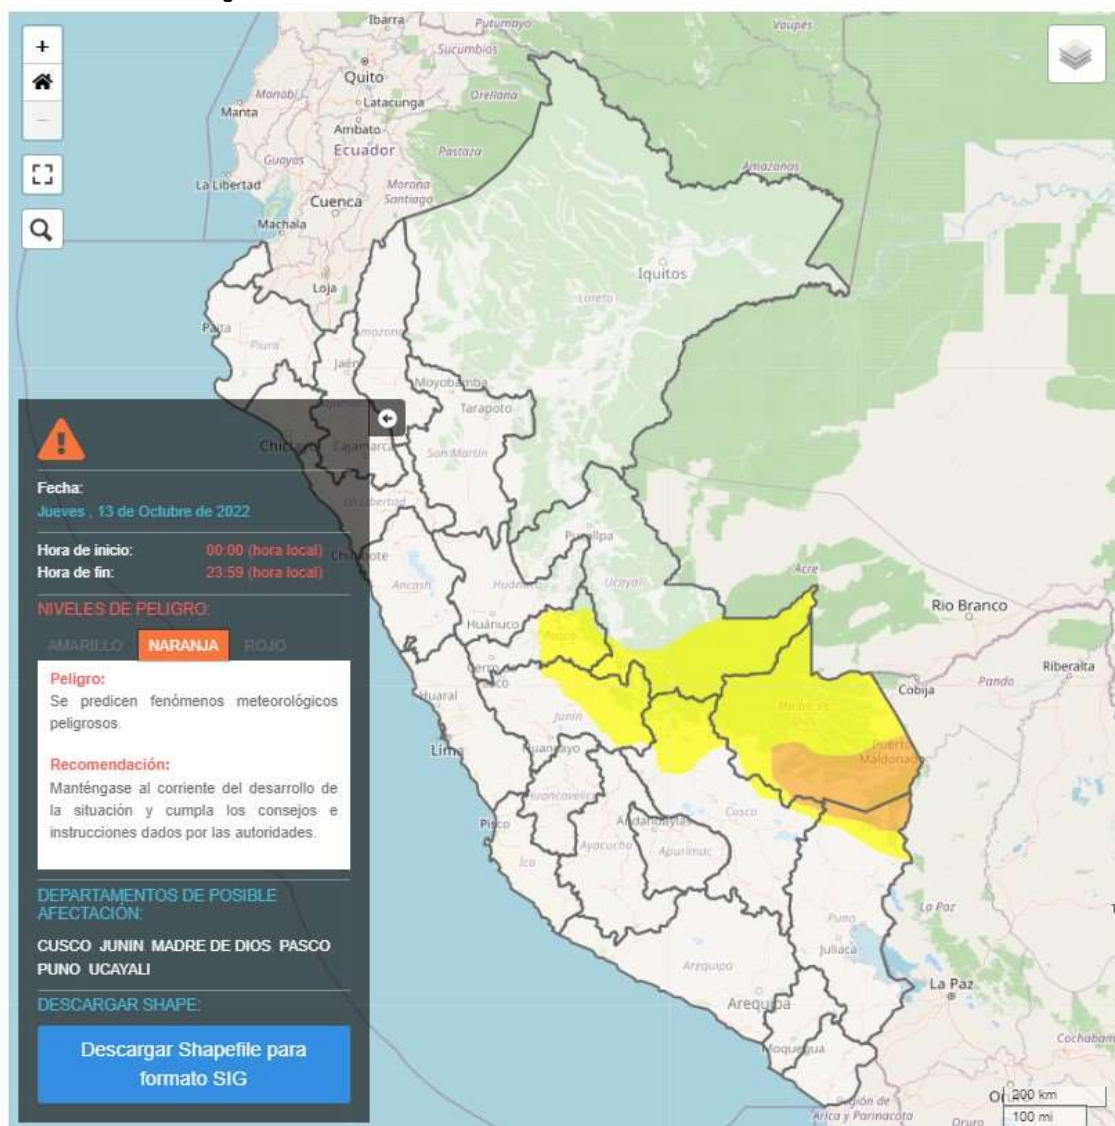 Ibarra
Putumayo
Vaupés
Sucumbíos
Quito
Manabí
Latacunga
Orellana
Manta
Ambato
Ecuador
Pastaza
Guayas
Amazonas
La Libertad
Morona
Santiago
Cuenca
Machala
Iquitos
Loja
Loreto
Paita
Piura
Amazonas
Jaén
Moyobamba
Tarapoto
Chiclayo
Cajamarca
San Martín
La Libertad
Fecha:
Jueves , 13 de Octubre de 2022
Hora de inicio: 00:00 (hora local)
Hora de fin: 23:59 (hora local)
Chimbote
Pucallpa
Ancash
Huánuco
Ucayali
Acre
Rio Branco
NIVELES DE PELIGRO:
AMARILLO NARANJA ROJO
Huánuco
Pasco
Riberalta
Peligro:
Se predicen fenómenos meteorológicos
peligrosos.
Cerro de
Pasco
Cobija
Pando
Huaral
Junín
Madre de
Dios
Lima
Huancayo
Puerto
Maldonado
Recomendación:
Manténgase al corriente del desarrollo de
la situación y cumpla los consejos e
instrucciones dados por las autoridades.
Huancavelica
Cusco
Pisco
Andahuaylas
Ica
Ayacucho
Apurímac
DEPARTAMENTOS DE POSIBLE
AFECTACIÓN:
La Paz
Puno
CUSCO JUNIN MADRE DE DIOS PASCO
PUNO UCAYALI
Juliaca
Arequipa
La Paz
DESCARGAR SHAPE:
Arequipa
Descargar Shapefile para
formato SIG
Moquegua
Cochabam
200 km
100 mi
Región de
Arica y Parinacota
Oruro